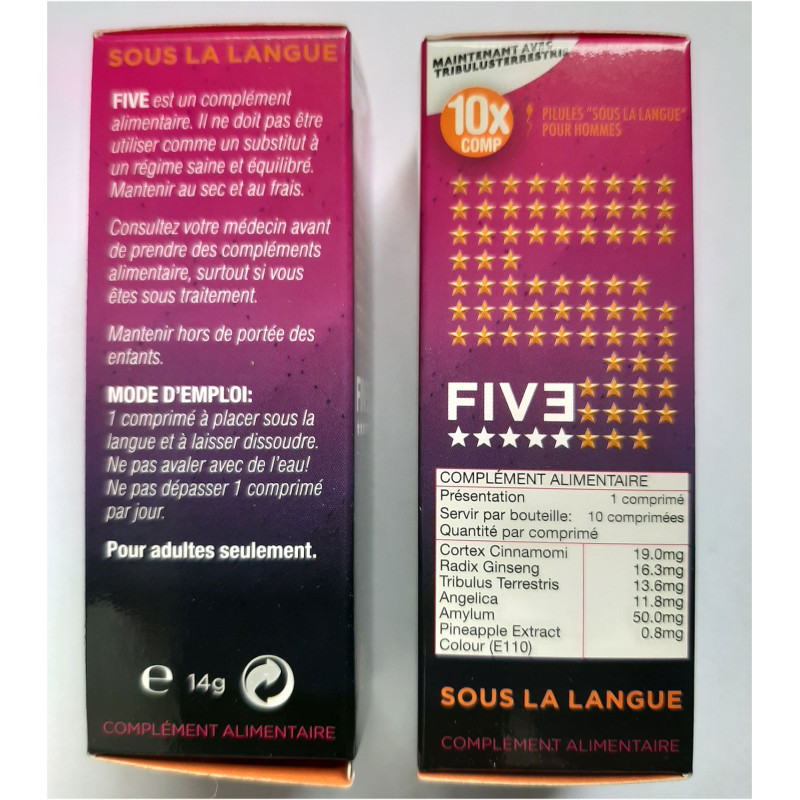 SOUS LA LANGUE
FIVE est un complément
alimentaire. Il ne doit pas être
utiliser comme un substitut à
un régime saine et équilibré.
Mantenir au sec et au frais.
Consultez votre médecin avant
de prendre des compléments
alimentaire, surtout si vous
êtes sous traitement.
Mantenir hors de portée des
enfants.
MODE D'EMPLOI:
1 comprimé à placer sous la
langue et à laisser dissoudre.
Ne pas avaler avec de l'eau!
Ne pas dépasser 1 comprimé
par jour.
Pour adultes seulement.
e 14g
COMPLÉMENT ALIMENTAIRE
MAINTENANT AVEC
TRIBULUSTERRESTRIS
10x
COMP
PILULES "SOUS LA LANGUE"
POUR HOMMES
FIVE
COMPLÉMENT ALIMENTAIRE
Présentation 1 comprimé
Servir par bouteille: 10 comprimées
Quantité par comprimé
Cortex Cinnamomi 19.0mg
Radix Ginseng 16.3mg
Tribulus Terrestris 13.6mg
Angelica 11.8mg
Amylum 50.0mg
Pineapple Extract 0.8mg
Colour (E110)
SOUS LA LANGUE
COMPLÉMENT ALIMENTAIRE